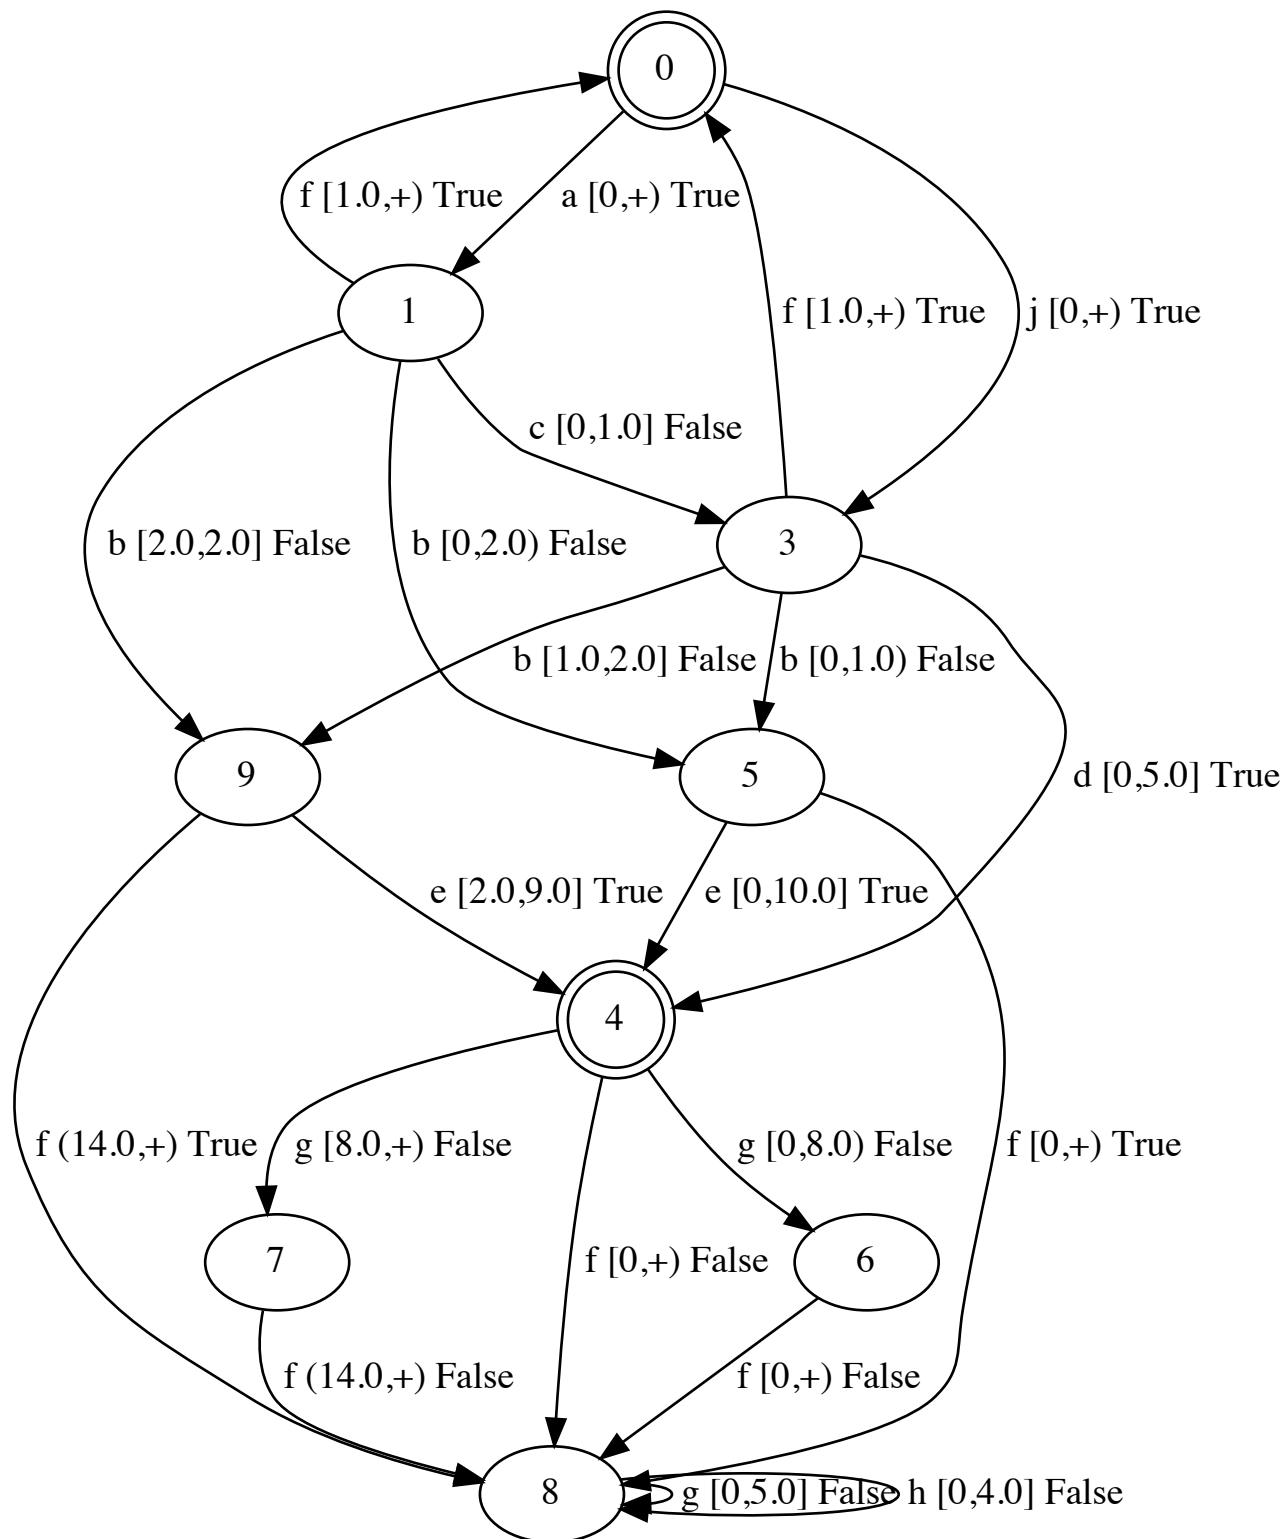 0
f [1.0,+) True
a [0,+) True
1
f [1.0,+) True
j [0,+) True
c [0,1.0] False
b [2.0,2.0] False
b [0,2.0) False
3
b [1.0,2.0] False
b [0,1.0) False
9
5
d [0,5.0] True
e [2.0,9.0] True
e [0,10.0] True
4
f (14.0,+) True
g [8.0,+) False
g [0,8.0) False
f [0,+) True
7
f [0,+) False
6
f (14.0,+) False
f [0,+) False
8
g [0,5.0] False
h [0,4.0] False